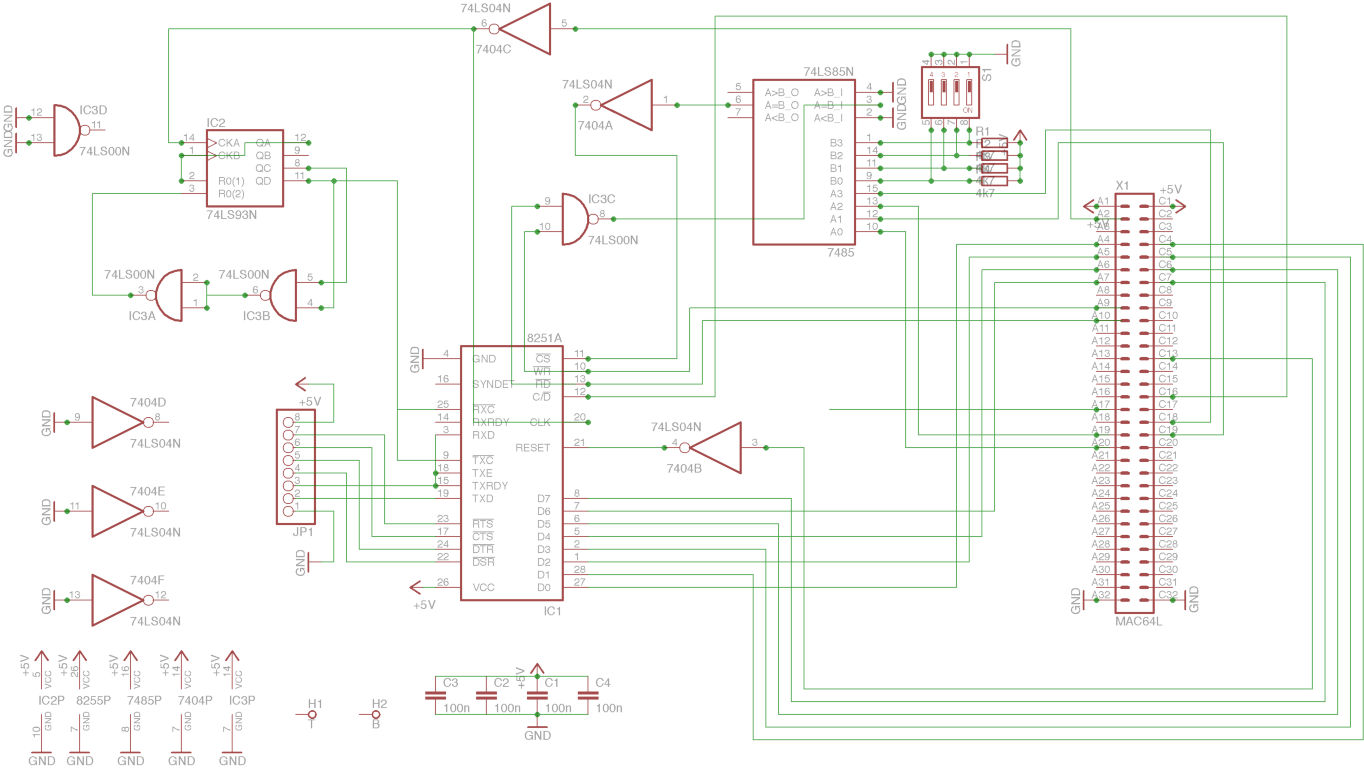 74LS04N
6
5
7404C
GND
12
IC3D
11
13
GND
74LS00N
IC2
14
CKA
QA
12
1
CKB
QB
9
QC
8
2
R0(1)
QD
11
3
R0(2)
74LS93N
74LS00N
2
3
1
IC3A
74LS00N
5
6
4
IC3B
74LS04N
2
1
7404A
IC3C
9
8
10
74LS00N
74LS85N
5
A>B_O
A>B_I
4
GND
6
A=B_O
A=B_I
3
7
A<B_O
A<B_I
2
GND
B3
1
B2
14
B1
11
B0
9
A3
15
A2
13
A1
12
A0
10
7485
4
3
2
1
GND
S1
4
3
2
1
ON
5
6
7
8
R1
4k7
X1
+5V
A1
C1
A2
C2
+5V
A3
C3
A4
C4
A5
C5
A6
C6
A7
C7
A8
C8
A9
C9
A10
C10
A11
C11
A12
C12
A13
C13
A14
C14
A15
C15
A16
C16
A17
C17
A18
C18
A19
C19
A20
C20
A21
C21
A22
C22
A23
C23
A24
C24
A25
C25
A26
C26
A27
C27
A28
C28
A29
C29
A30
C30
A31
C31
GND
A32
C32
GND
MAC64L
8251A
GND
4
GND
CS
11
WR
10
16
SYNDET
RD
13
C/D
12
25
RXC
14
RXRDY
CLK
20
3
RXD
RESET
21
9
TXC
18
TXE
15
TXRDY
19
TXD
D7
8
D6
7
23
RTS
D5
6
17
CTS
D4
5
24
DTR
D3
2
22
DSR
D2
1
D1
28
26
VCC
D0
27
+5V
IC1
74LS04N
4
3
7404B
+5V
8
7
6
5
4
3
2
1
JP1
GND
GND
9
7404D
8
74LS04N
GND
11
7404E
10
74LS04N
GND
13
7404F
12
74LS04N
+5V
5
VCC
IC2P
10
GND
GND
+5V
26
VCC
8255P
7
GND
GND
+5V
16
VCC
7485P
8
GND
GND
+5V
14
VCC
7404P
7
GND
GND
14
VCC
IC3P
7
GND
GND
H1
T
H2
B
+5V
C3
C2
C1
C4
100n
100n
100n
100n
GND